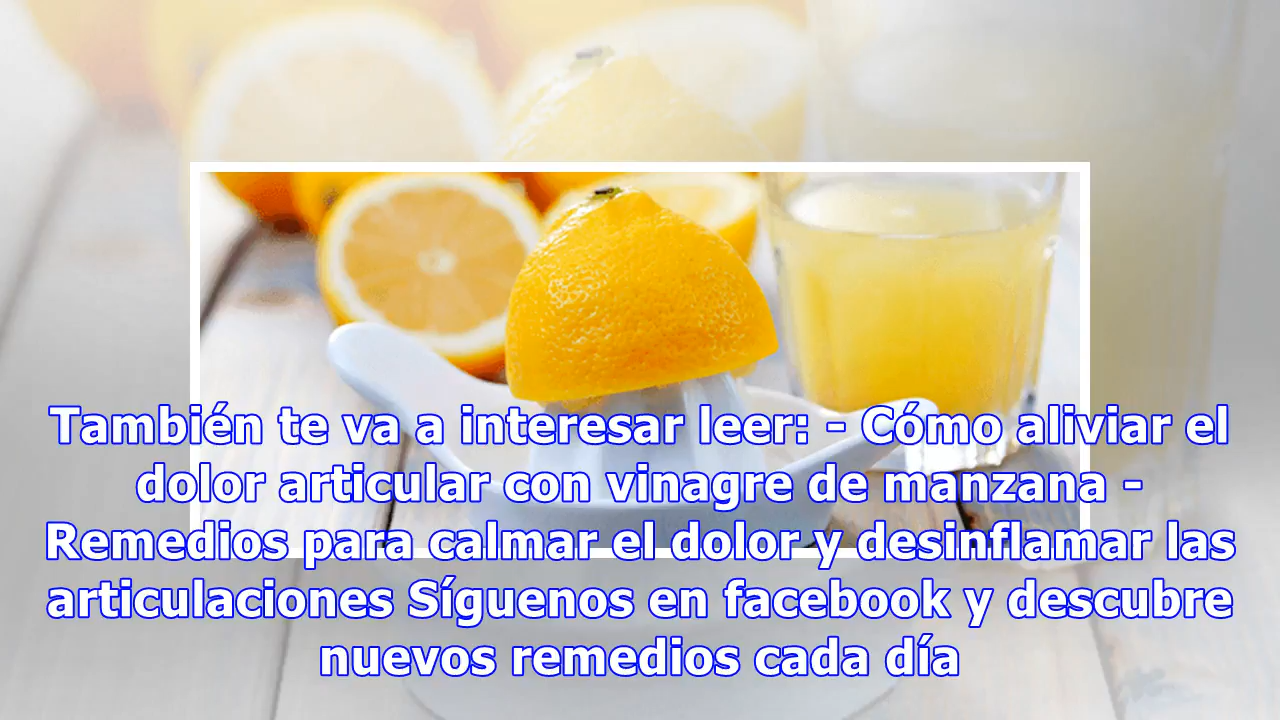 También te va a interesar leer: - Cómo aliviar el
dolor articular con vinagre de manzana -
Remedios para calmar el dolor y desinflamar las
articulaciones Síguenos en facebook y descubre
nuevos remedios cada día